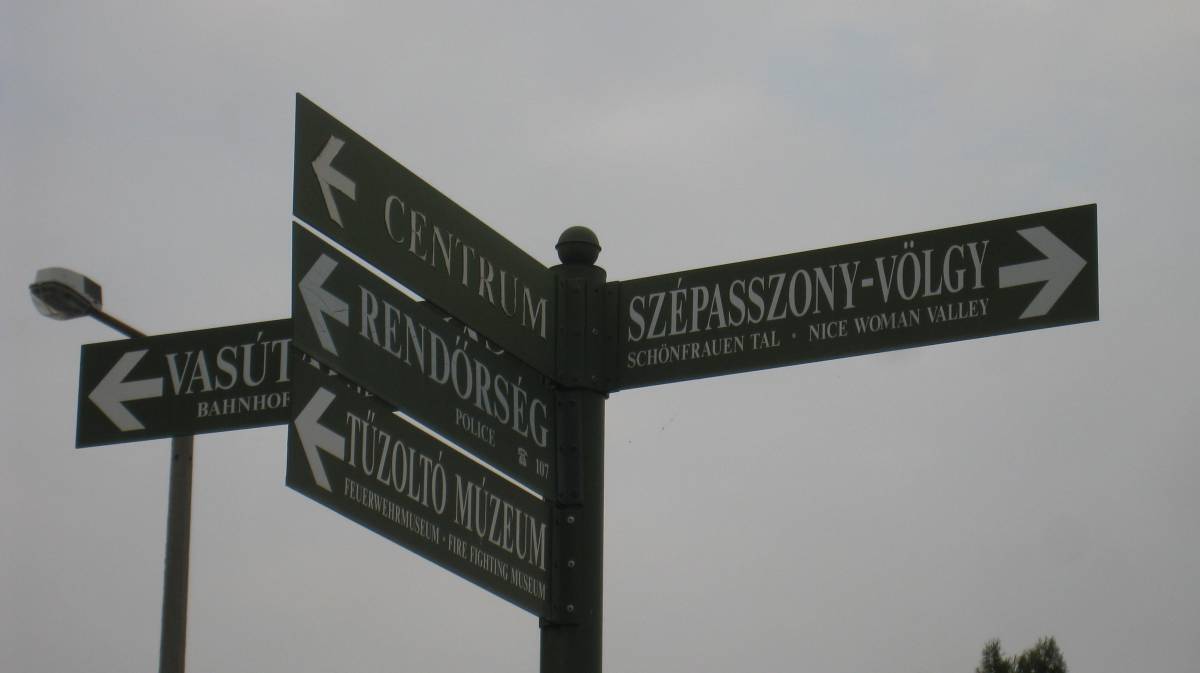 CENTRUM
RENDŐRSÉG
POLICE
☎ 107
TŰZOLTÓ MÚZEUM
FEUERWEHRMUSEUM · FIRE FIGHTING MUSEUM
VASÚT
BAHNHOF
SZÉPASSZONY-VÖLGY
SCHÖNFRAUEN TAL · NICE WOMAN VALLEY